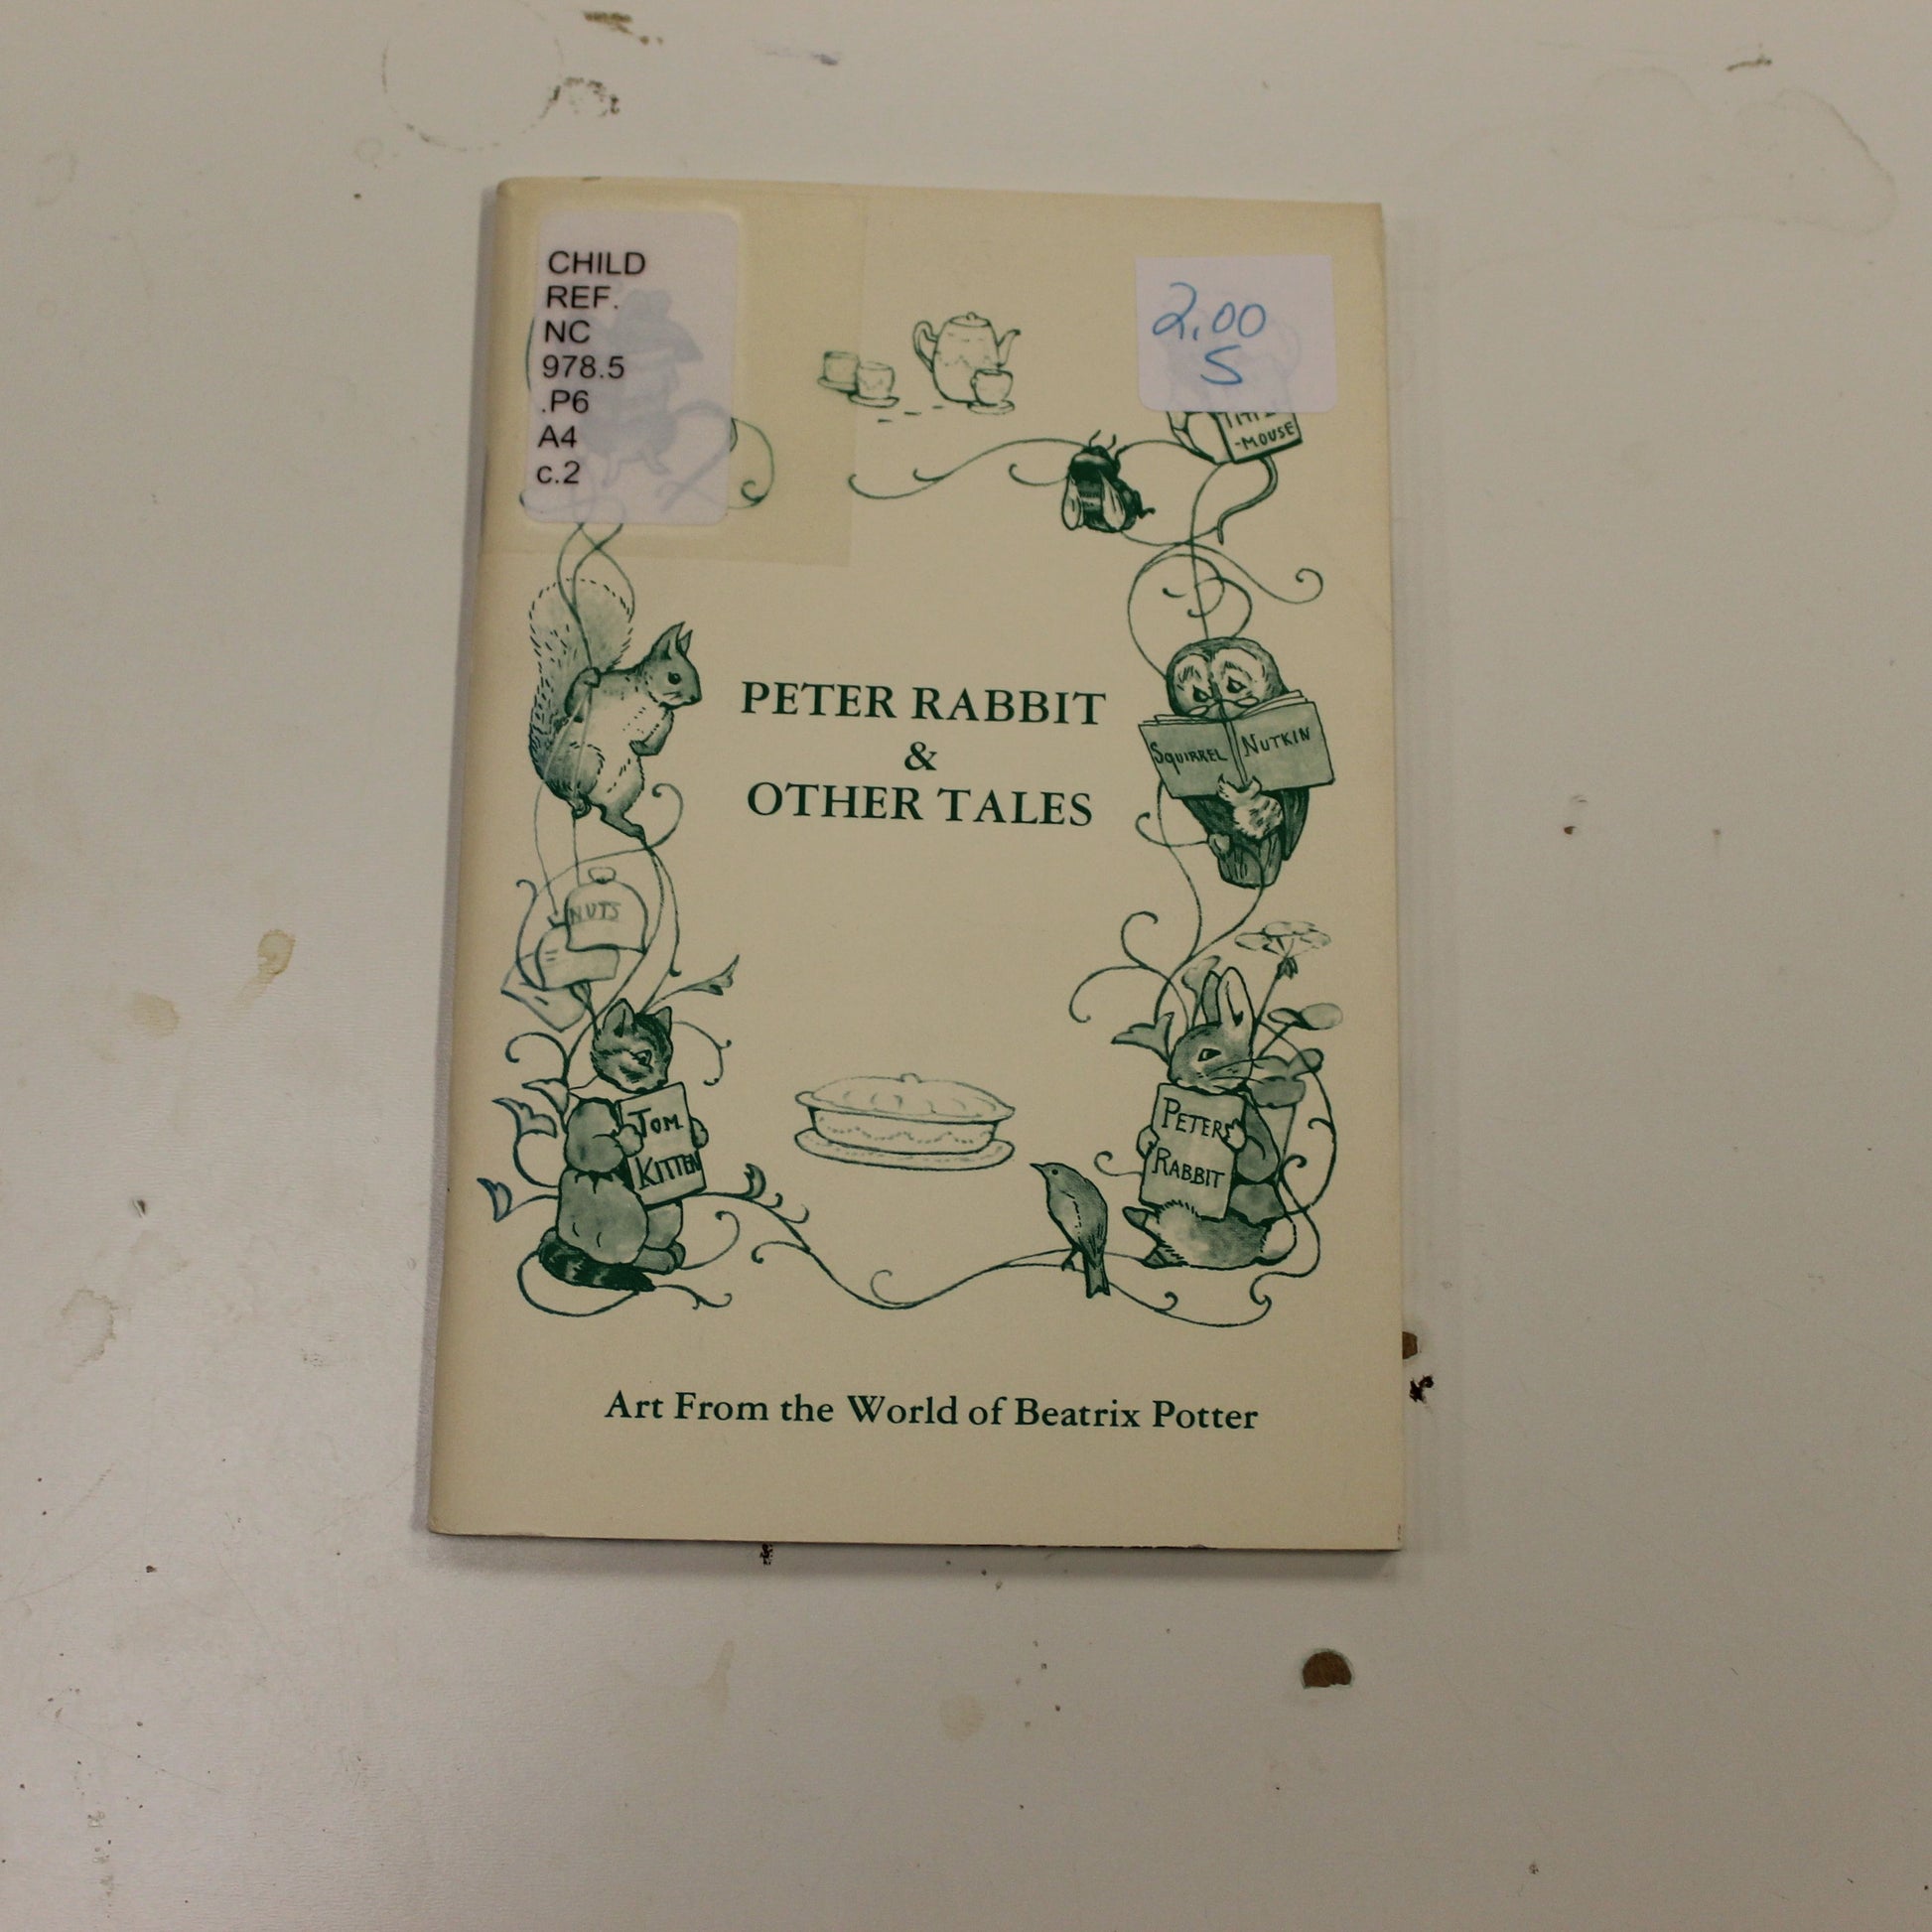 CHILD
REF.
NC
978.5
.P6
A4
c.2
2.00
S
-MOUSE
PETER RABBIT
&
OTHER TALES
SQUIRREL NUTKIN
NUTS
TOM
KITTEN
PETER
RABBIT
Art From the World of Beatrix Potter